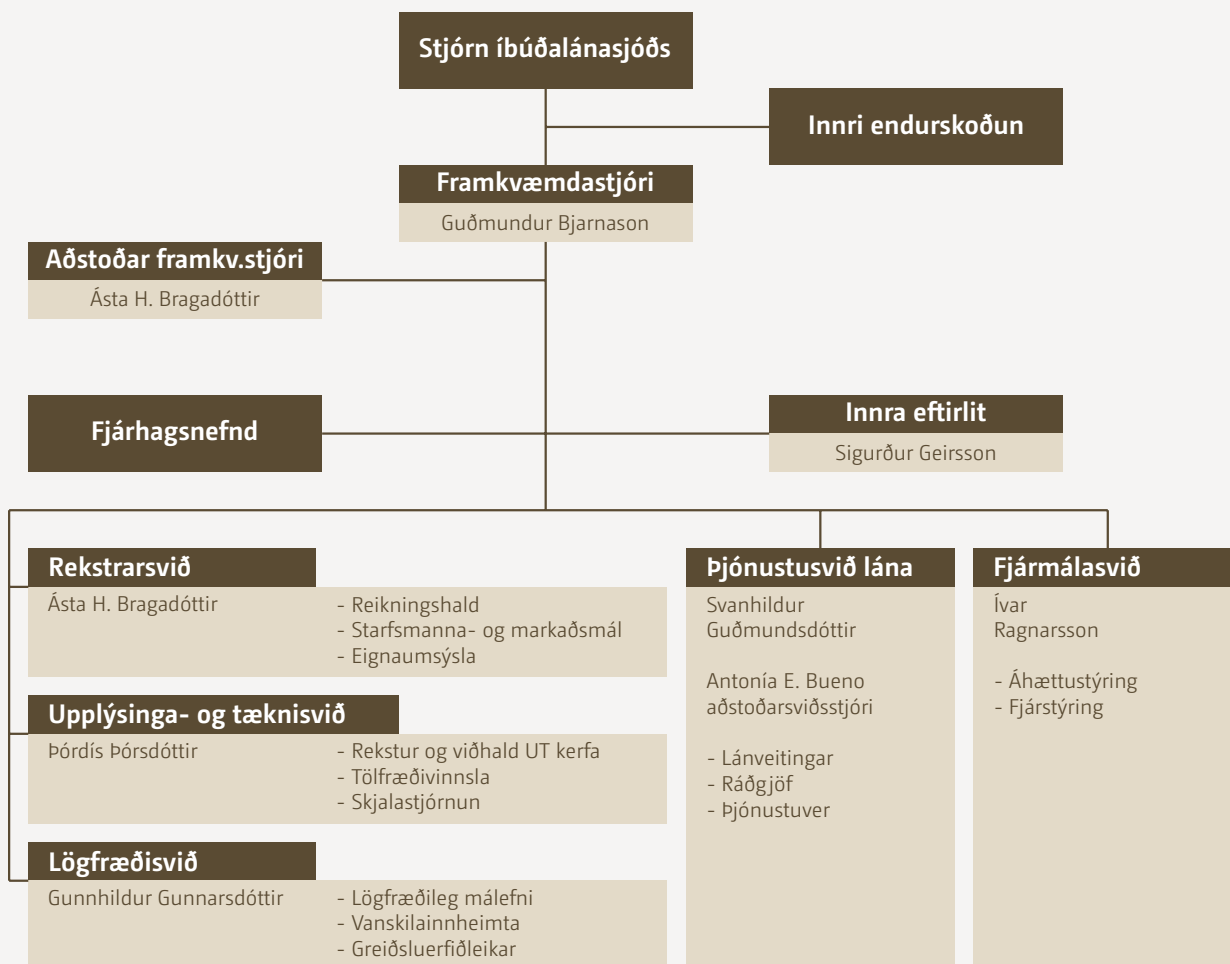 Stjórn íbúðalánasjóðs
Innri endurskoðun
Framkvæmdastjóri
Guðmundur Bjarnason
Aðstoðar framkv.stjóri
Ásta H. Bragadóttir
Fjárhagsnefnd
Innra eftirlit
Sigurður Geirsson
Rekstrarsvið
Ásta H. Bragadóttir
- Reikningshald
- Starfsmanna- og markaðsmál
- Eignaumsýsla
Upplýsinga- og tæknisvið
Þórdís Þórsdóttir
- Rekstur og viðhald UT kerfa
- Tölfræðivinnsla
- Skjalastjórnun
Lögfræðisvið
Gunnhildur Gunnarsdóttir
- Lögfræðileg málefni
- Vanskilainnheimta
- Greiðsluerfiðleikar
Þjónustusvið lána
Svanhildur
Guðmundsdóttir
Antonía E. Bueno
aðstoðarsviðsstjóri
- Lánveitingar
- Ráðgjöf
- Þjónustuver
Fjármálasvið
Ívar
Ragnarsson
- Áhættustýring
- Fjárstýring